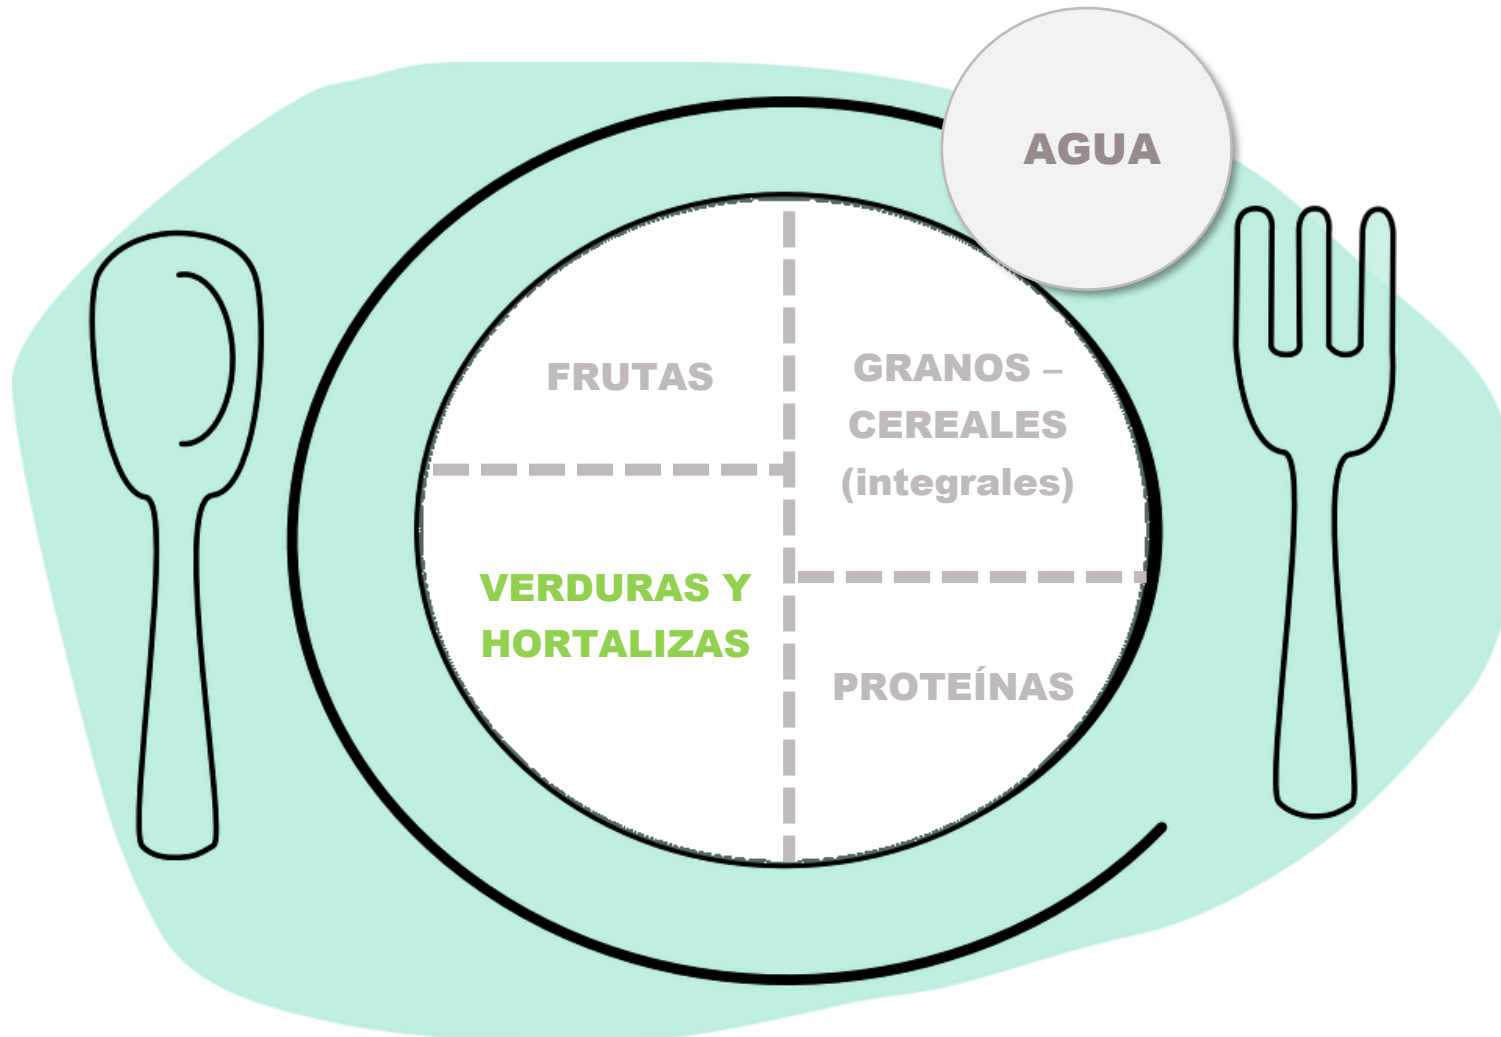 AGUA
FRUTAS
GRANOS –
CEREALES
(integrales)
VERDURAS Y
HORTALIZAS
PROTEÍNAS